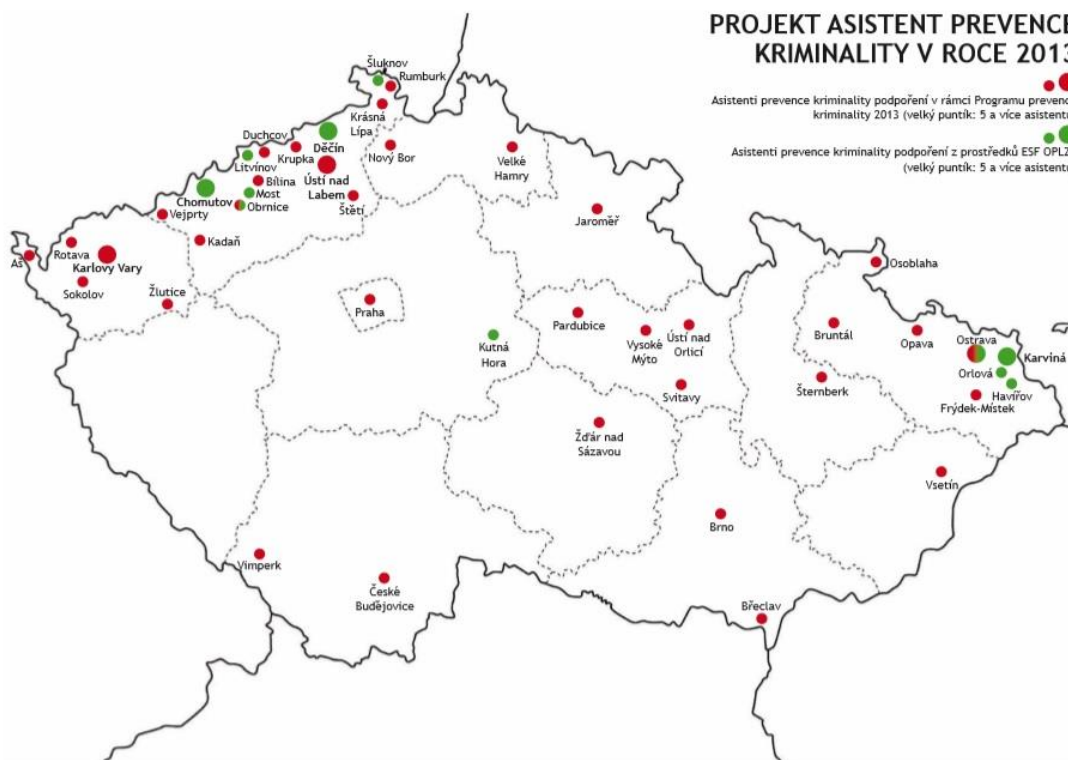 PROJEKT ASISTENT PREVENCE
KRIMINALITY V ROCE 2013
Asistenti prevence kriminality podpoření v rámci Programu prevenc
kriminality 2013 (velký puntík: 5 a více asistent
Asistenti prevence kriminality podpoření z prostředků ESF OPLZ
(velký puntík: 5 a více asistent
Šluknov
Rumburk
Krásná
Lípa
Duchcov
Děčín
Krupka
Nový Bor
Velké
Hamry
Litvínov
Bílina
Ústí nad
Labem
Chomutov
Most
Obrnice
Štětí
Vejprty
Jaroměř
Kadaň
Rotava
Aš
Karlovy Vary
Sokolov
Žlutice
Praha
Osoblaha
Pardubice
Vysoké
Mýto
Ústí nad
Orlicí
Kutná
Hora
Bruntál
Opava
Ostrava
Karviná
Orlová
Havířov
Frýdek-Místek
Svitavy
Šternberk
Žďár nad
Sázavou
Vsetín
Brno
Vimperk
České
Budějovice
Břeclav